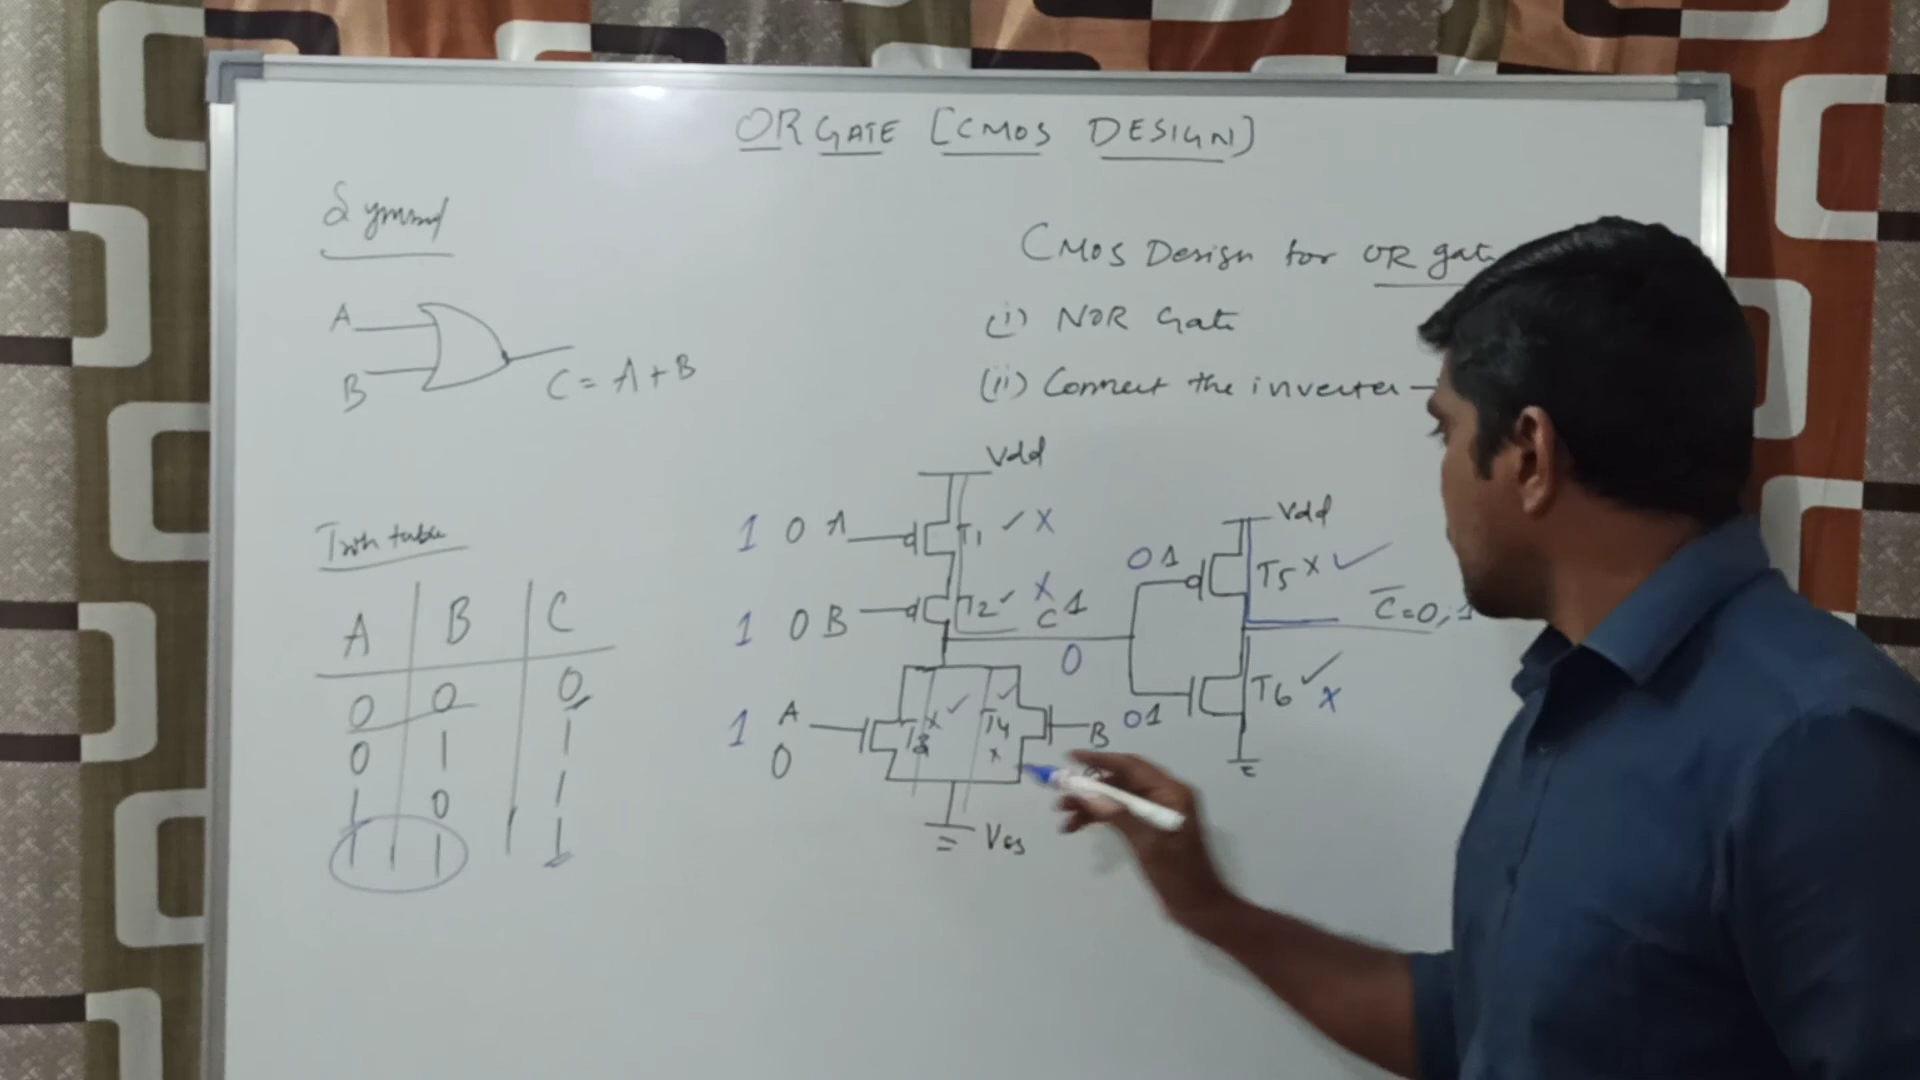 OR GATE [CMOS DESIGN]
Symbol
A
B
C = A + B
CMOS Design for OR gate
(i) NOR Gate
(ii) Connect the inverter –
Truth table
A B C
0 0 0
0 1 1
1 0 1
1 1 1
Vdd
1 0 A T1 ✓ X
1 0 B T2 ✓ X
C 1
0
1 A T3 X ✓
0
T4 ✓ X
B
Vss
Vdd
0 1 T5 X ✓
C̅ = 0, 1
0 1 T6 ✓ X